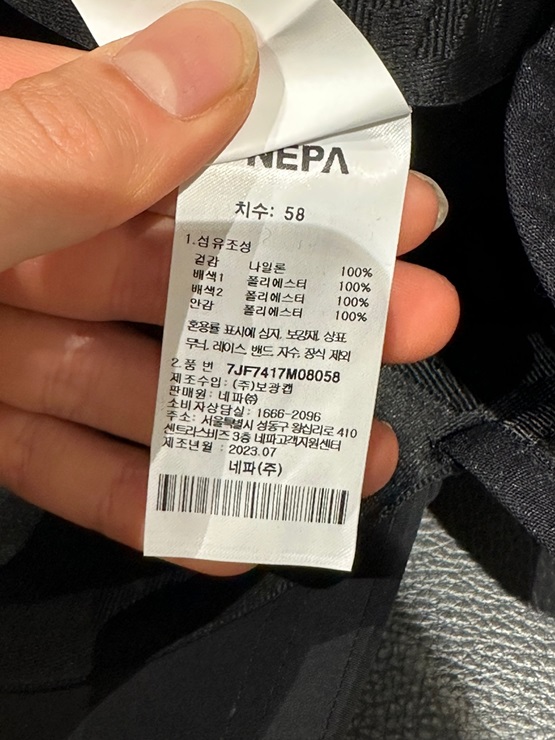 NEPA
치수: 58
1.섬유조성
겉감 나일론 100%
배색1 폴리에스터 100%
배색2 폴리에스터 100%
안감 폴리에스터 100%
혼용률 표시에 심지, 보강재, 상표
무늬, 레이스, 밴드, 자수, 장식 제외
2.품 번 7JF7417M08058
제조수입: (주)보광캡
판매원: 네파㈜
소비자상담실: 1666-2096
주소: 서울특별시 성동구 왕십리로 410
센트라스비즈 3층 네파고객지원센터
제조년월 : 2023.07
네파(주)